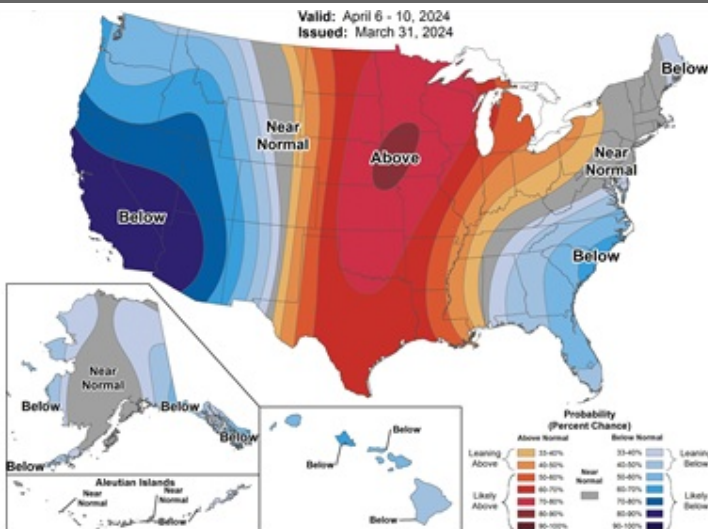 Valid: April 6 - 10, 2024
Issued: March 31, 2024
Below
Near
Normal
Above
Near
Normal
Below
Below
Near
Normal
Below
Below
Below
Below
Aleutian Islands
Near
Normal
Near
Normal
Below
Below
Below
Below
Probability
(Percent Chance)
Above Normal
Below Normal
Leaning
Above
33-40%
40-50%
Likely
Above
50-60%
60-70%
70-80%
80-90%
90-100%
Near
Normal
33-40%
40-50%
50-60%
60-70%
70-80%
80-90%
Leaning
Below
Likely
Below